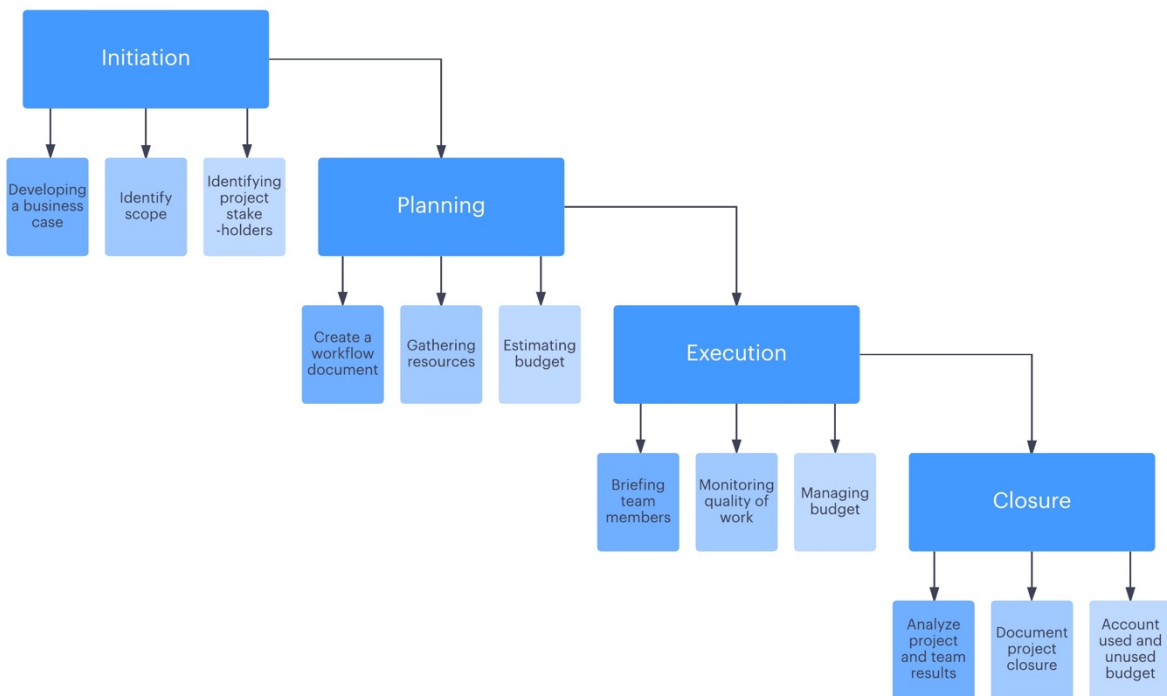 Initiation
Developing
a business
case
Identify
scope
Identifying
project
stake
-holders
Planning
Create a
workflow
document
Gathering
resources
Estimating
budget
Execution
Briefing
team
members
Monitoring
quality of
work
Managing
budget
Closure
Analyze
project
and team
results
Document
project
closure
Account
used and
unused
budget